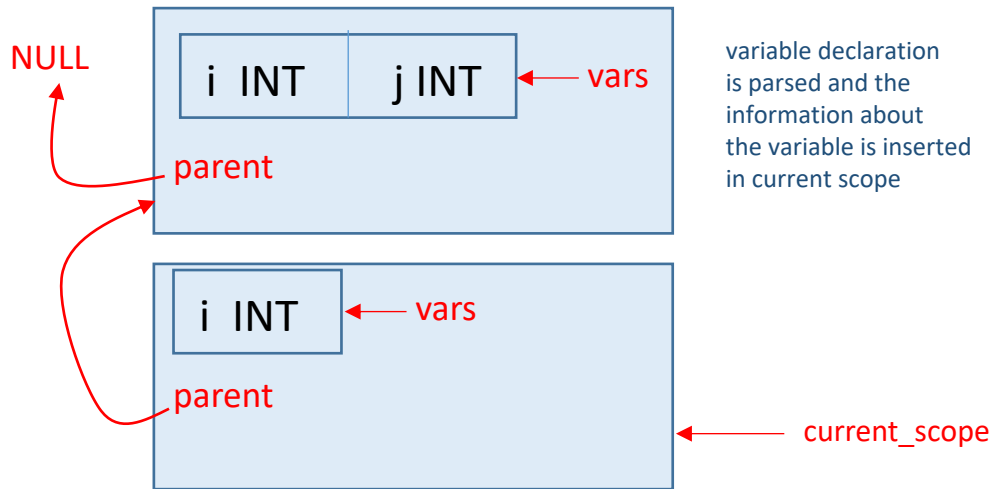 NULL
i INT
j INT
vars
parent
variable declaration
is parsed and the
information about
the variable is inserted
in current scope
i INT
vars
parent
current_scope